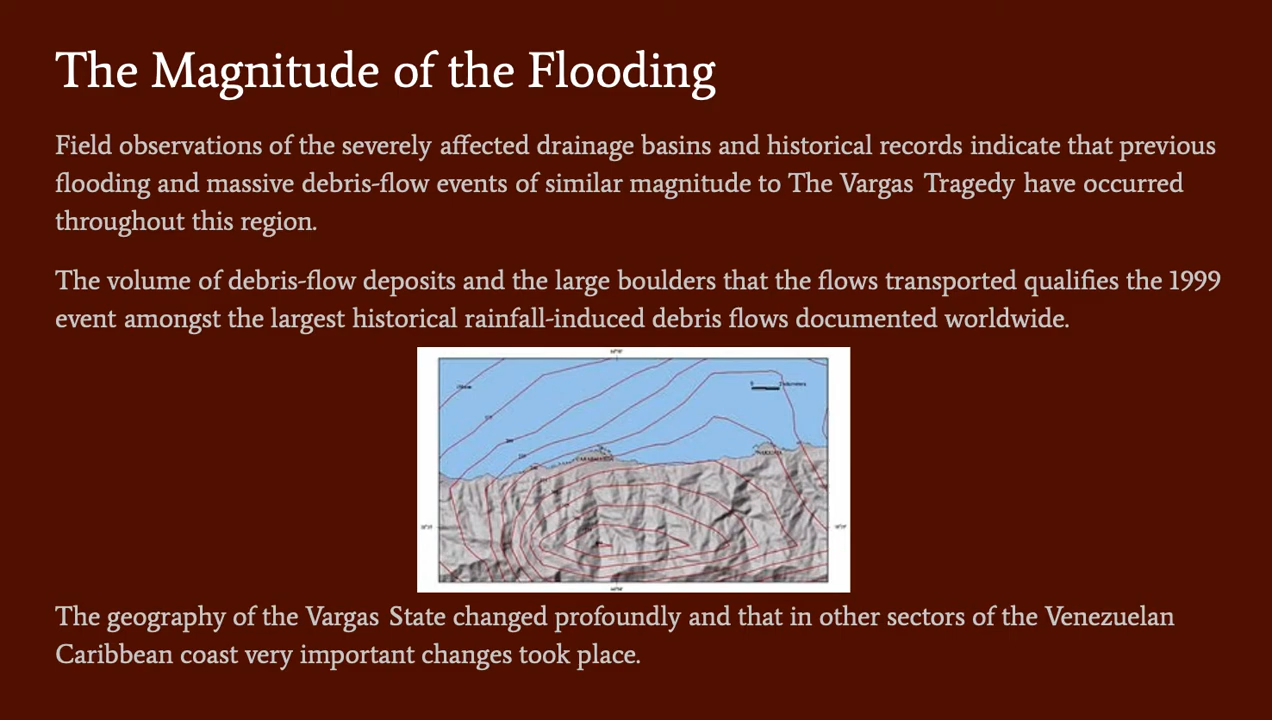 The Magnitude of the Flooding
Field observations of the severely affected drainage basins and historical records indicate that previous
flooding and massive debris-flow events of similar magnitude to The Vargas Tragedy have occurred
throughout this region.
The volume of debris-flow deposits and the large boulders that the flows transported qualifies the 1999
event amongst the largest historical rainfall-induced debris flows documented worldwide.
CARABALLEDA
The geography of the Vargas State changed profoundly and that in other sectors of the Venezuelan
Caribbean coast very important changes took place.